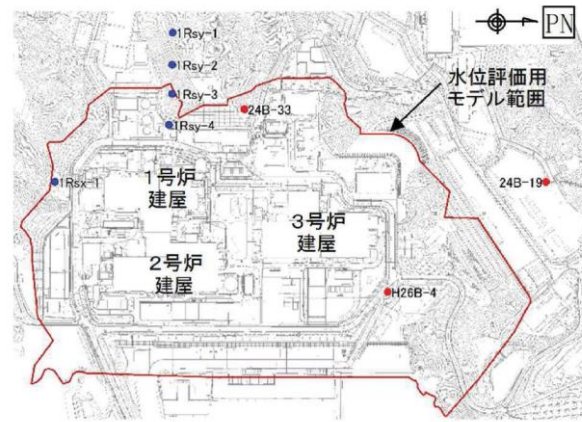 PN
1Rsy-1
1Rsy-2
1Rsy-3
1Rsy-4
24B-33
水位評価用
モデル範囲
1Rsx-1
24B-19
1号炉
建屋
3号炉
建屋
2号炉
建屋
H26B-4